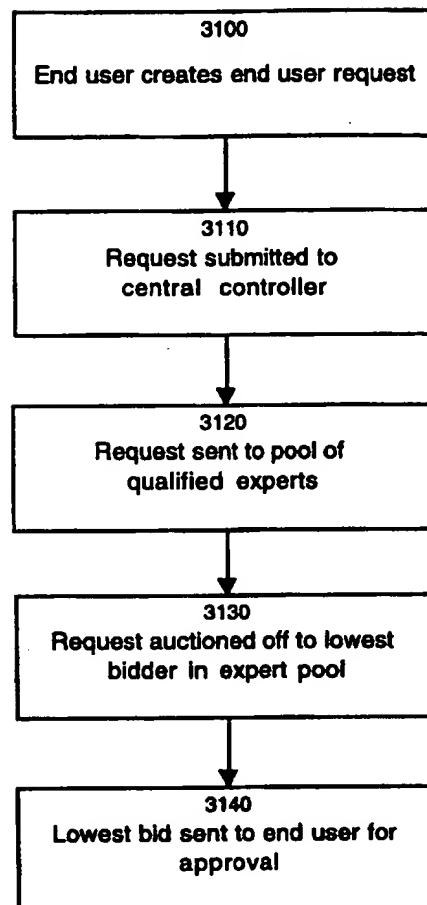 3100
End user creates end user request
3110
Request submitted to
central controller
3120
Request sent to pool of
qualified experts
3130
Request auctioned off to lowest
bidder in expert pool
3140
Lowest bid sent to end user for
approval